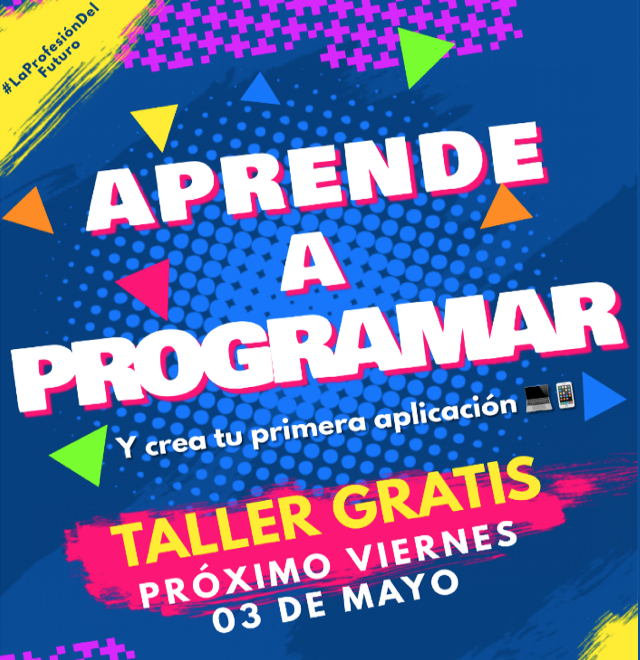 #LaProfesiónDel
Futuro
APRENDE
A
PROGRAMAR
Y crea tu primera aplicación 💻📱
TALLER GRATIS
PRÓXIMO VIERNES
03 DE MAYO